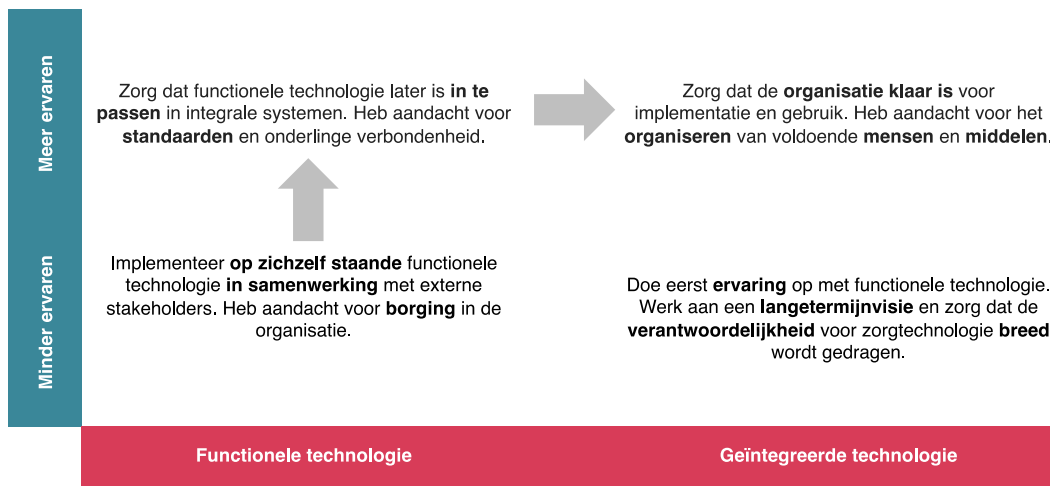 Meer ervaren
Zorg dat functionele technologie later is in te
passen in integrale systemen. Heb aandacht voor
standaarden en onderlinge verbondenheid.
Zorg dat de organisatie klaar is voor
implementatie en gebruik. Heb aandacht voor het
organiseren van voldoende mensen en middelen.
Minder ervaren
Implementeer op zichzelf staande functionele
technologie in samenwerking met externe
stakeholders. Heb aandacht voor borging in de
organisatie.
Doe eerst ervaring op met functionele technologie.
Werk aan een langetermijnvisie en zorg dat de
verantwoordelijkheid voor zorgtechnologie breed
wordt gedragen.
Functionele technologie
Geïntegreerde technologie